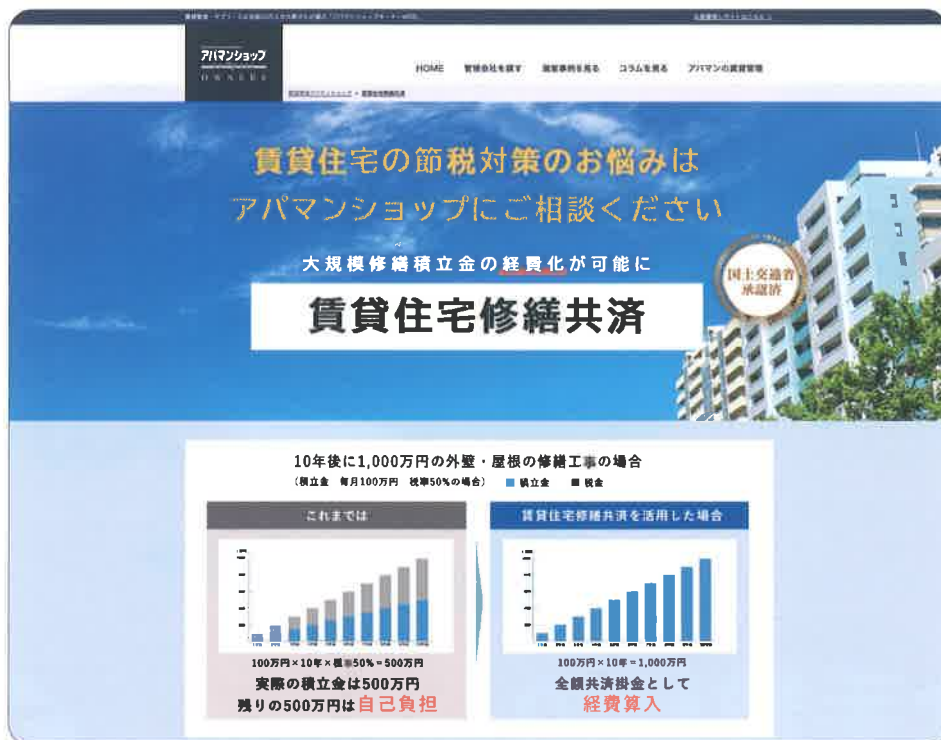 アパマンショップ
OWNERS
HOME 管理会社を探す 経営事例を見る コラムを見る アパマンの賃貸管理
賃貸住宅の節税対策のお悩みは
アパマンショップにご相談ください
大規模修繕積立金の経費化が可能に
国土交通省
承認済
賃貸住宅修繕共済
10年後に1,000万円の外壁・屋根の修繕工事の場合
(積立金 毎月100万円 税率50%の場合) 積立金 税金
これまでは
賃貸住宅修繕共済を活用した場合
100万円×10年×税率50%=500万円
実際の積立金は500万円
残りの500万円は自己負担
100万円×10年=1,000万円
全額共済掛金として
経費算入